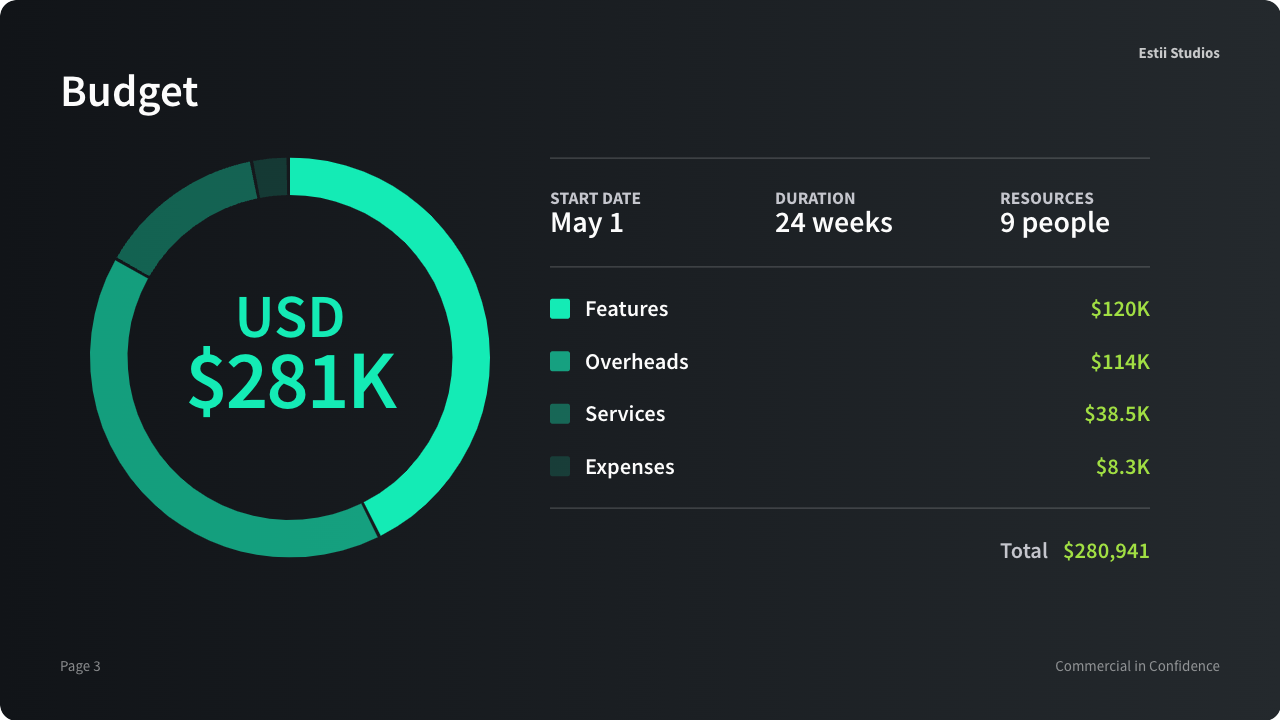 Estii Studios
Budget
USD
$281K
START DATE
May 1
DURATION
24 weeks
RESOURCES
9 people
Features $120K
Overheads $114K
Services $38.5K
Expenses $8.3K
Total $280,941
Page 3
Commercial in Confidence